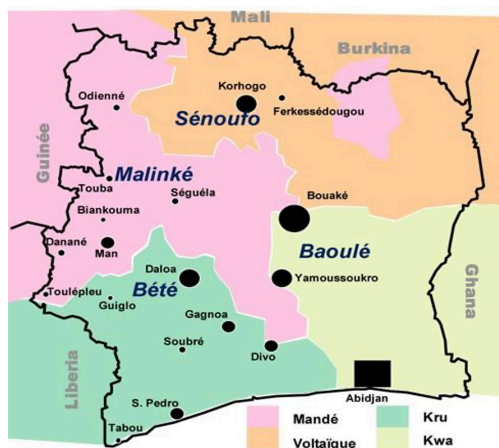 Mali
Burkina
Korhogo
Odienné
Ferkessédougou
Sénoufo
Guinée
Malinké
Touba
Séguéla
Bouaké
Biankouma
Danané
Man
Baoulé
Ghana
Daloa
Yamoussoukro
Toulépleu
Bété
Guiglo
Gagnoa
Soubré
Divo
Liberia
S. Pedro
Abidjan
Tabou
Mandé
Kru
Voltaïque
Kwa